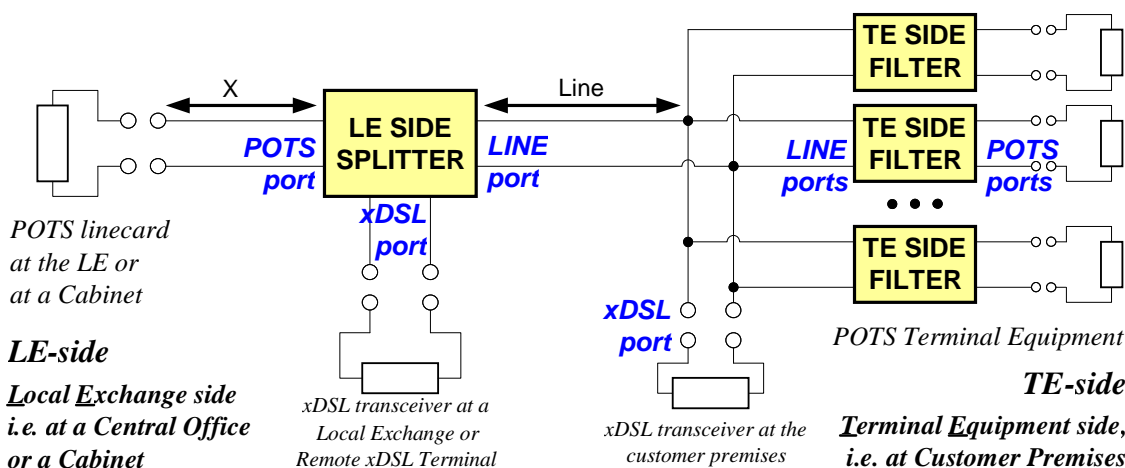 TE SIDE
FILTER
X
Line
LE SIDE
SPLITTER
POTS
port
LINE
port
xDSL
port
TE SIDE
FILTER
LINE
ports
POTS
ports
TE SIDE
FILTER
POTS linecard
at the LE or
at a Cabinet
LE-side
Local Exchange side
i.e. at a Central Office
or a Cabinet
xDSL transceiver at a
Local Exchange or
Remote xDSL Terminal
xDSL
port
xDSL transceiver at the
customer premises
POTS Terminal Equipment
TE-side
Terminal Equipment side,
i.e. at Customer Premises